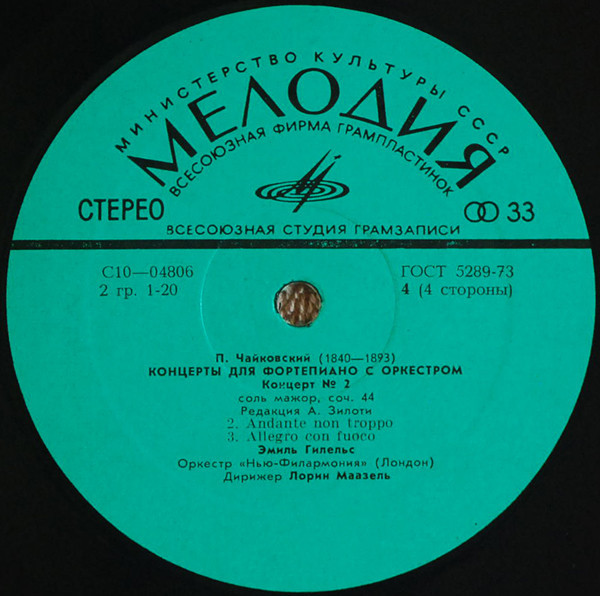 МИНИСТЕРСТВО КУЛЬТУРЫ СССР
МЕЛОДИЯ
ВСЕСОЮЗНАЯ ФИРМА ГРАМПЛАСТИНОК
СТЕРЕО
33
ВСЕСОЮЗНАЯ СТУДИЯ ГРАМЗАПИСИ
С10—04806
ГОСТ 5289-73
2 гр. 1-20
4 (4 стороны)
П. Чайковский (1840—1893)
КОНЦЕРТЫ ДЛЯ ФОРТЕПИАНО С ОРКЕСТРОМ
Концерт № 2
соль мажор, соч. 44
Редакция А. Зилоти
2. Andante non troppo
3. Allegro con fuoco
Эмиль Гилельс
Оркестр «Нью-Филармония» (Лондон)
Дирижер Лорин Маазель